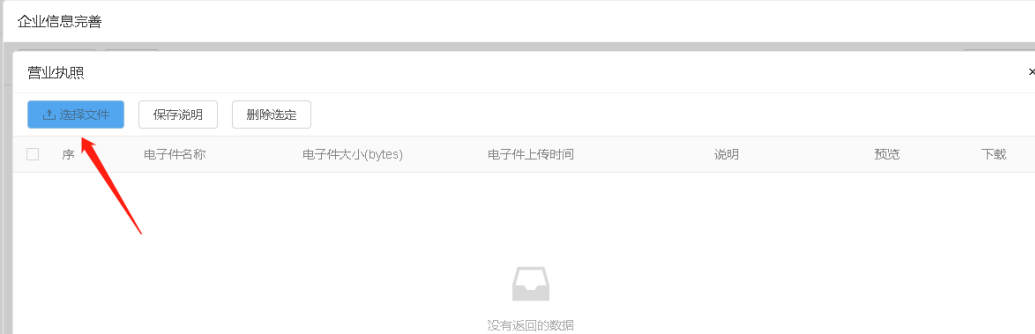 企业信息完善
营业执照 ×
选择文件 保存说明 删除选定
序 电子件名称 电子件大小(bytes) 电子件上传时间 说明 预览 下载
没有返回的数据